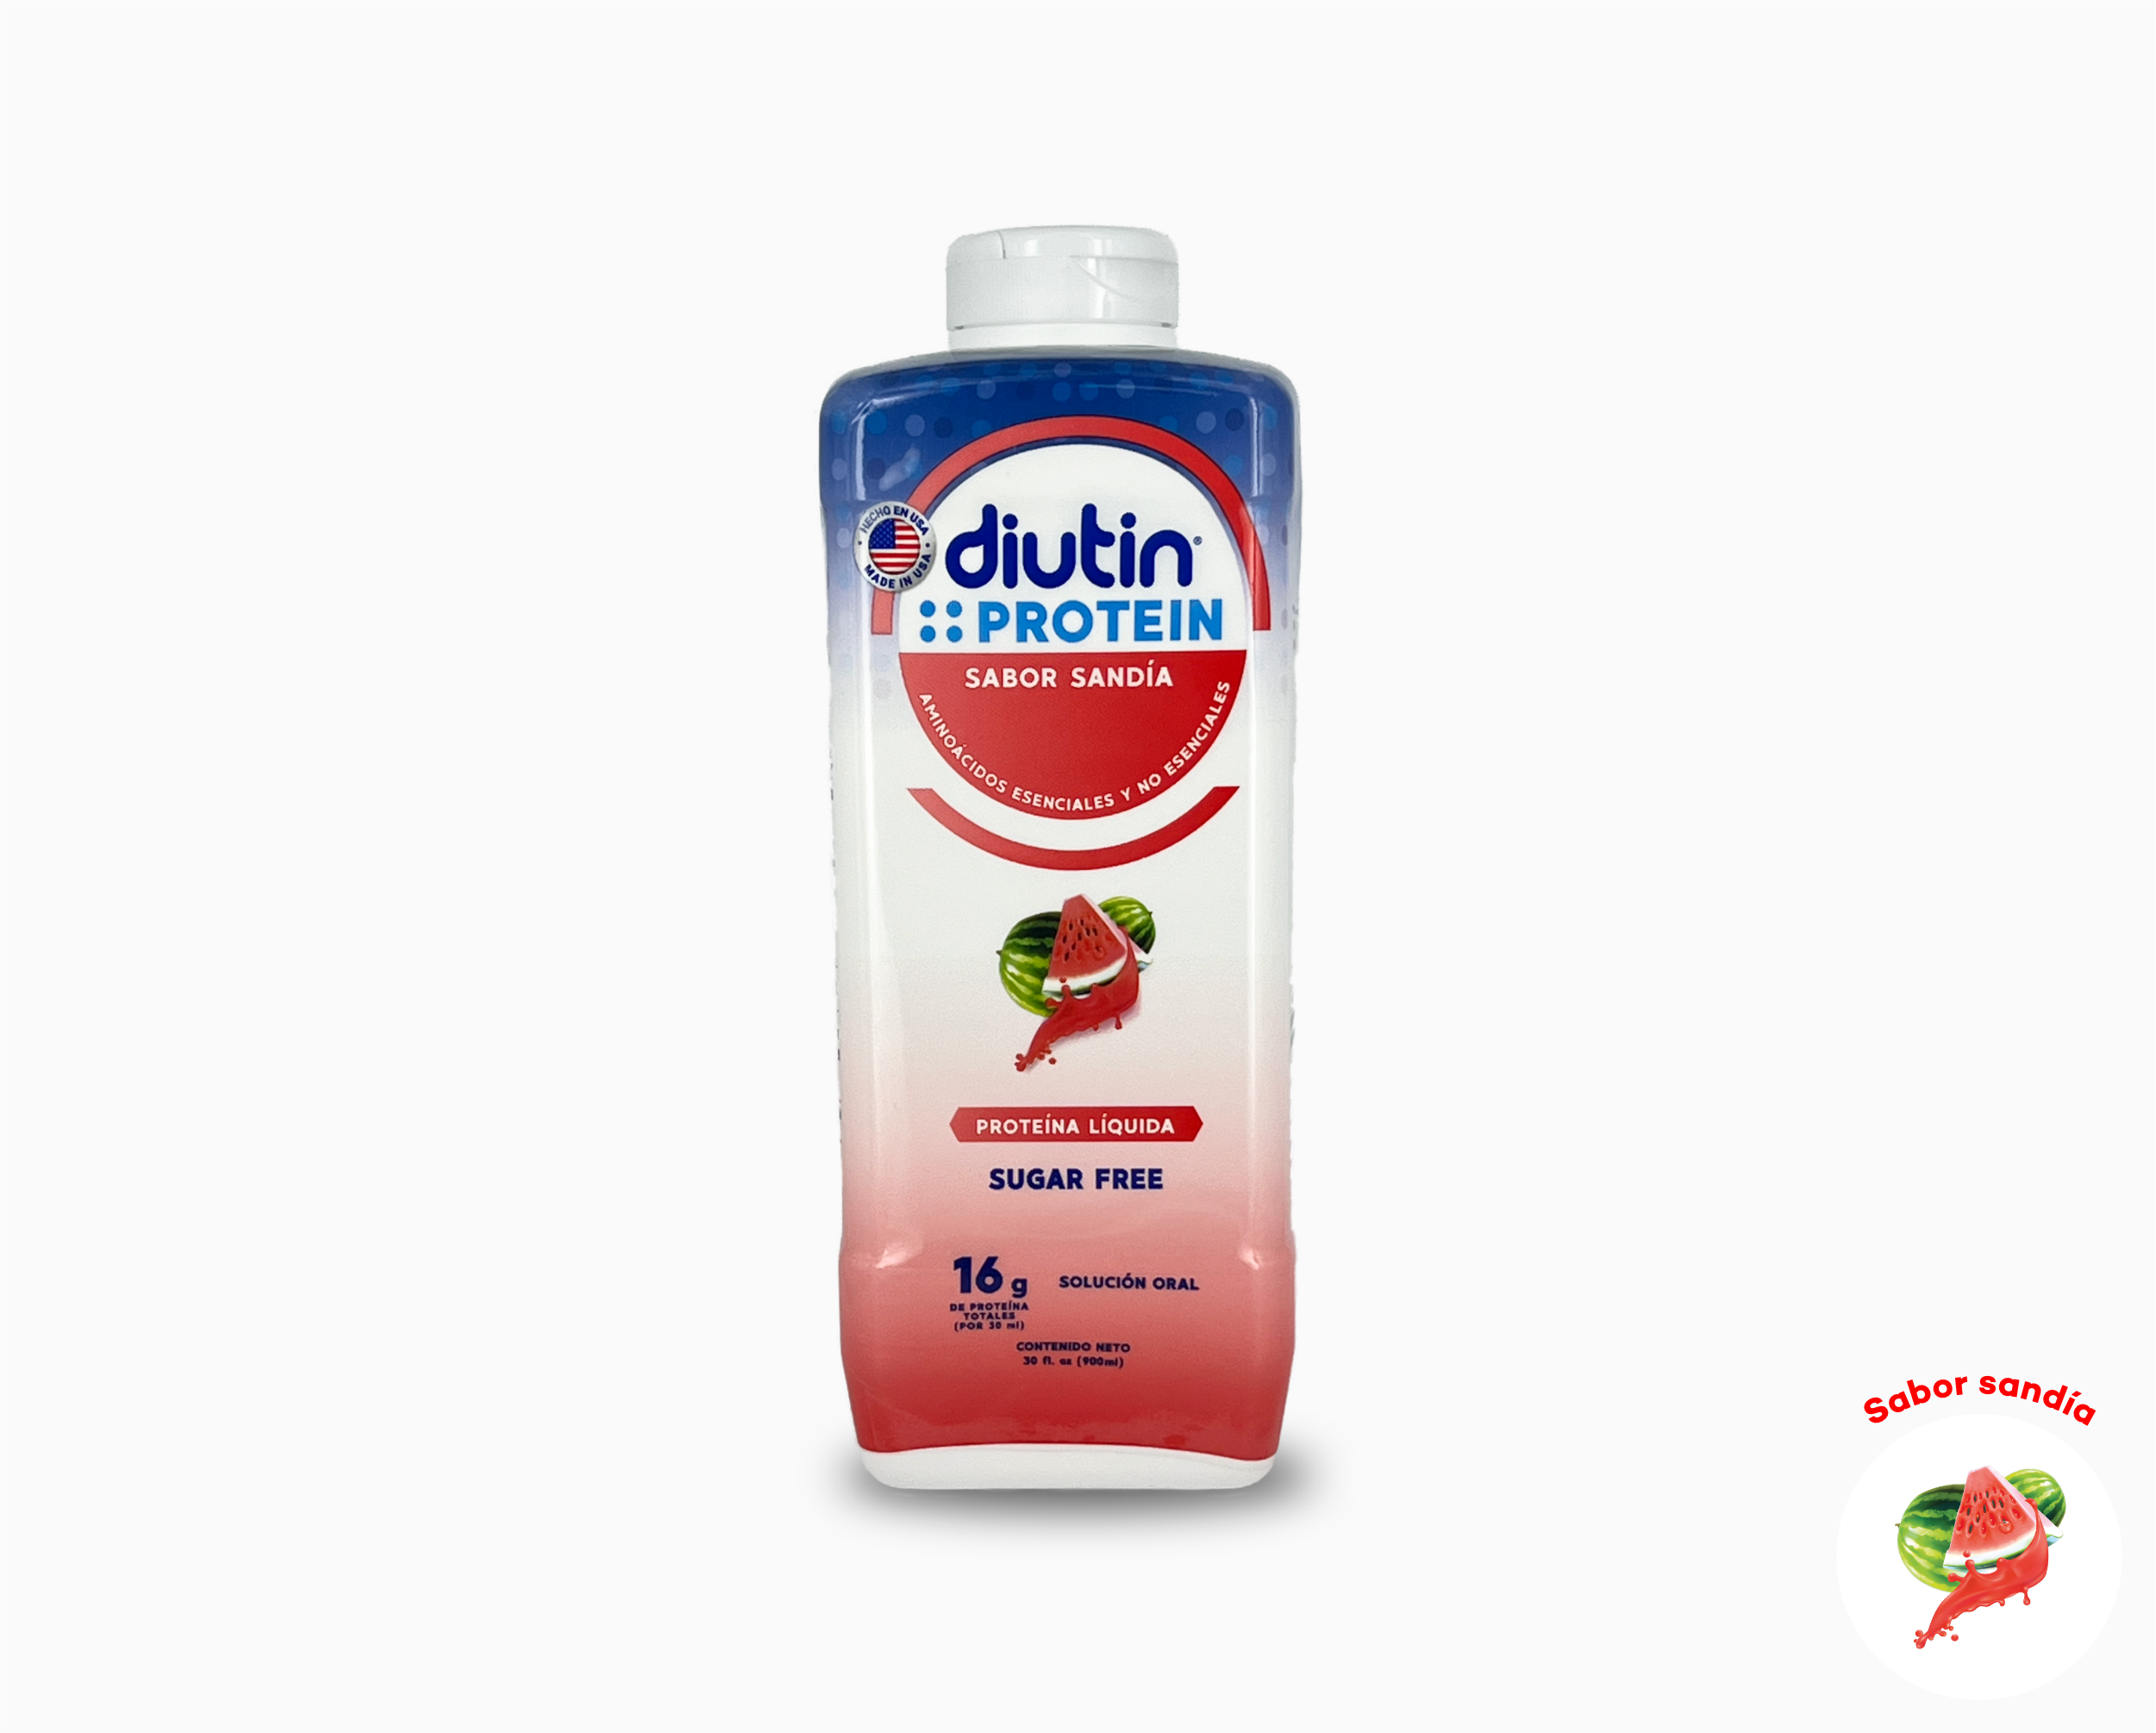 HECHO EN USA
MADE IN USA
diutin®
PROTEIN
SABOR SANDÍA
AMINOÁCIDOS ESENCIALES Y NO ESENCIALES
PROTEÍNA LÍQUIDA
SUGAR FREE
16 g
DE PROTEÍNA
TOTALES
(POR 30 ml)
SOLUCIÓN ORAL
CONTENIDO NETO
30 fl. oz (900ml)
Sabor sandía